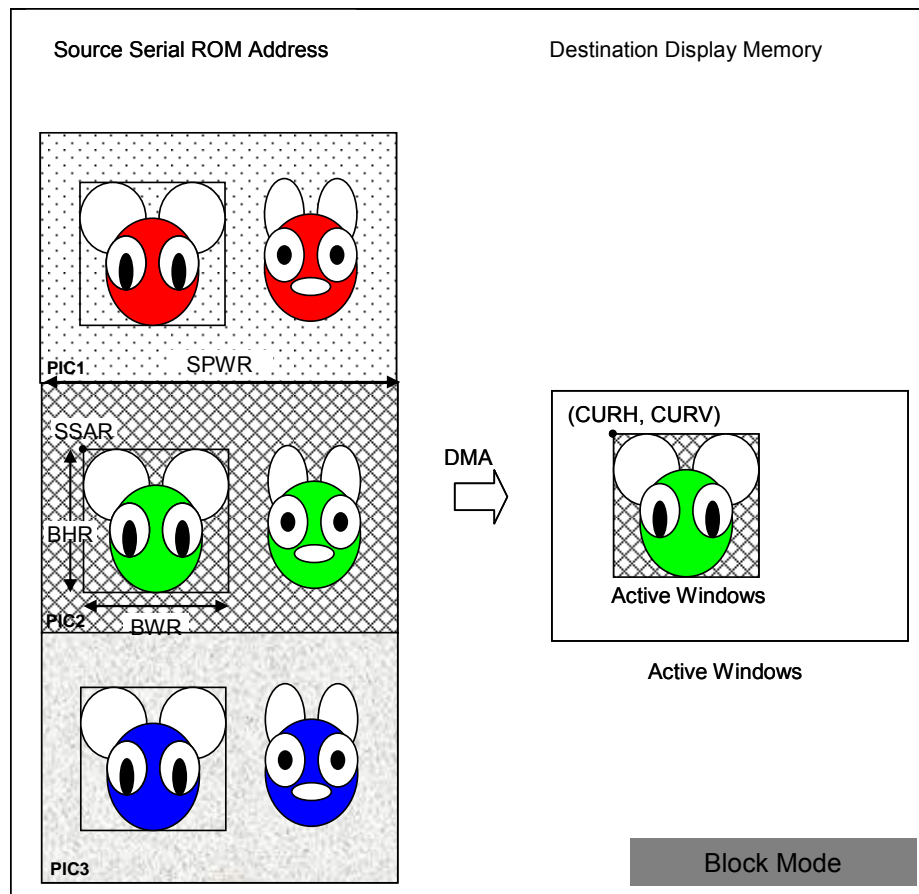 Source Serial ROM Address
Destination Display Memory
PIC1
SPWR
SSAR
BHR
BWR
PIC2
DMA
(CURH, CURV)
Active Windows
Active Windows
PIC3
Block Mode